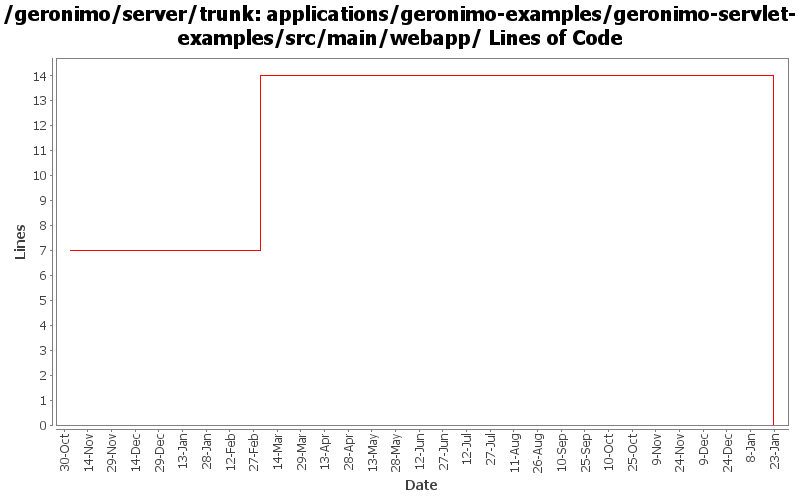 /geronimo/server/trunk: applications/geronimo-examples/geronimo-servlet-
examples/src/main/webapp/ Lines of Code
14
13
12
11
10
9
8
7
6
5
4
3
2
1
0
Lines
30-Oct
14-Nov
29-Nov
14-Dec
29-Dec
13-Jan
28-Jan
12-Feb
27-Feb
14-Mar
29-Mar
13-Apr
28-Apr
13-May
28-May
12-Jun
27-Jun
12-Jul
27-Jul
11-Aug
26-Aug
10-Sep
25-Sep
10-Oct
25-Oct
9-Nov
24-Nov
9-Dec
24-Dec
8-Jan
23-Jan
Date